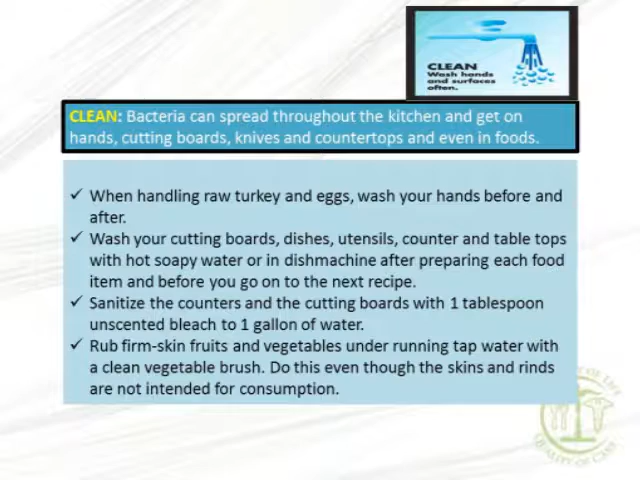 CLEAN
Wash hands
and surfaces
often.
CLEAN: Bacteria can spread throughout the kitchen and get on
hands, cutting boards, knives and countertops and even in foods.
✓ When handling raw turkey and eggs, wash your hands before and
after.
✓ Wash your cutting boards, dishes, utensils, counter and table tops
with hot soapy water or in dishmachine after preparing each food
item and before you go on to the next recipe.
✓ Sanitize the counters and the cutting boards with 1 tablespoon
unscented bleach to 1 gallon of water.
✓ Rub firm-skin fruits and vegetables under running tap water with
a clean vegetable brush. Do this even though the skins and rinds
are not intended for consumption.
QUALITY OF CARE